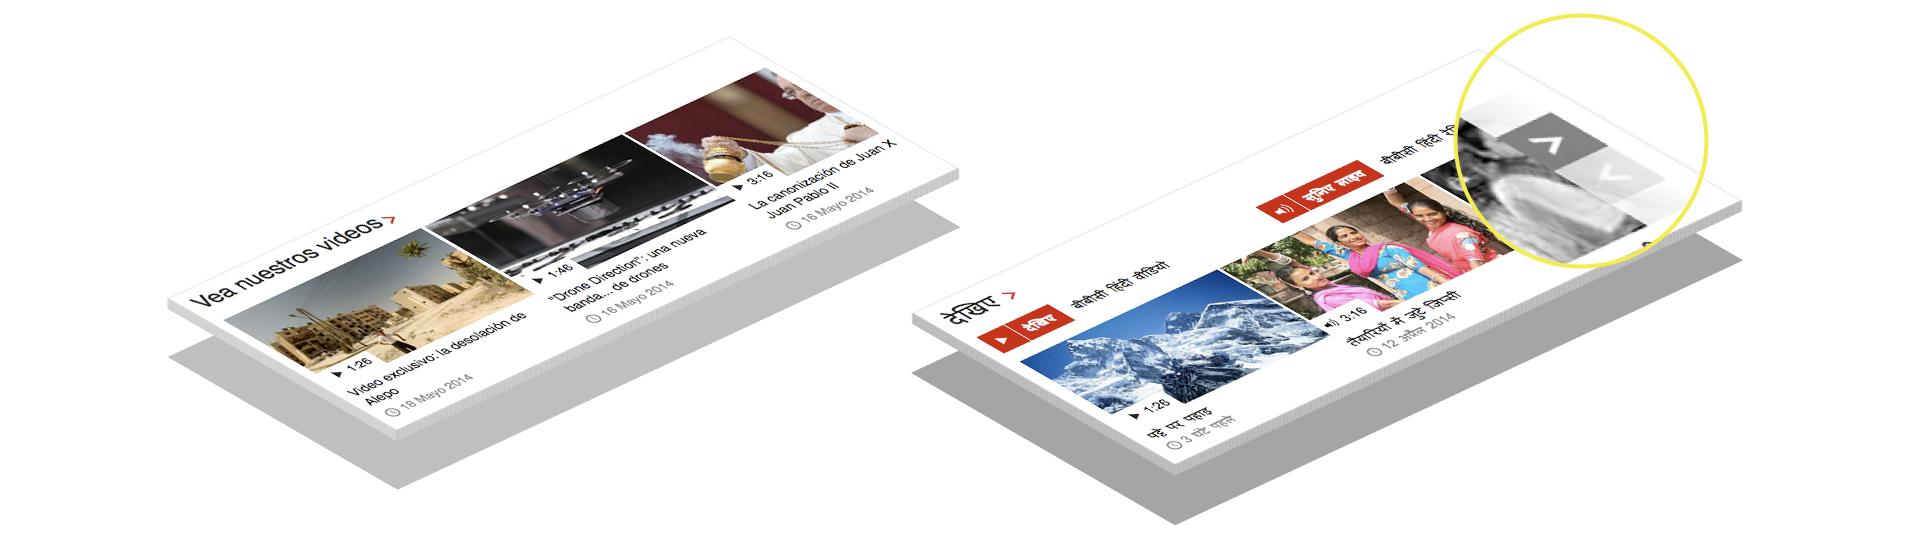 Vea nuestros videos >
1:26
Video exclusivo: la desolación de
Alepo
18 Mayo 2014
1:46
"Drone Direction": una nueva
banda... de drones
16 Mayo 2014
3:16
La canonización de Juan X
Juan Pablo II
16 Mayo 2014
देखिए >
देखिए
बीबीसी हिंदी वीडियो
सुनिए लाइव
बीबीसी हिंदी
1:26
पट्टे पर पहाड़
3 घंटे पहले
3:16
तैयारियों में जुटे जिप्सी
12 अप्रैल 2014